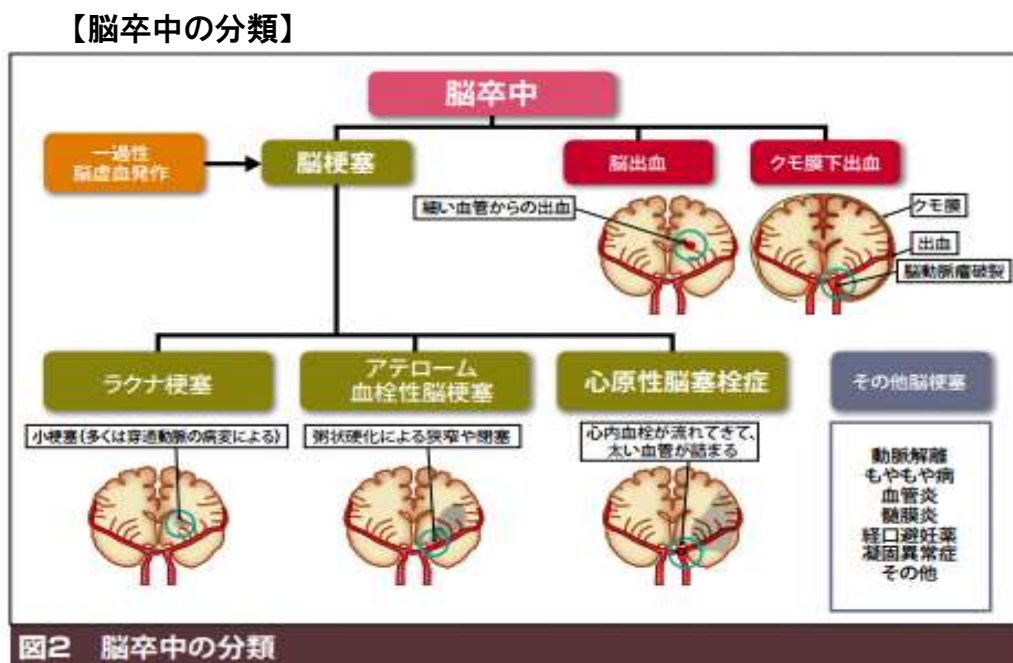 【脳卒中の分類】
脳卒中
一過性
脳虚血発作
脳梗塞
脳出血
クモ膜下出血
細い血管からの出血
クモ膜
出血
脳動脈瘤破裂
ラクナ梗塞
アテローム
血栓性脳梗塞
心原性脳塞栓症
その他脳梗塞
小梗塞(多くは穿通動脈の病変による)
粥状硬化による狭窄や閉塞
心内血栓が流れてきて、
太い血管が詰まる
動脈解離
もやもや病
血管炎
髄膜炎
経口避妊薬
凝固異常症
その他
図2 脳卒中の分類